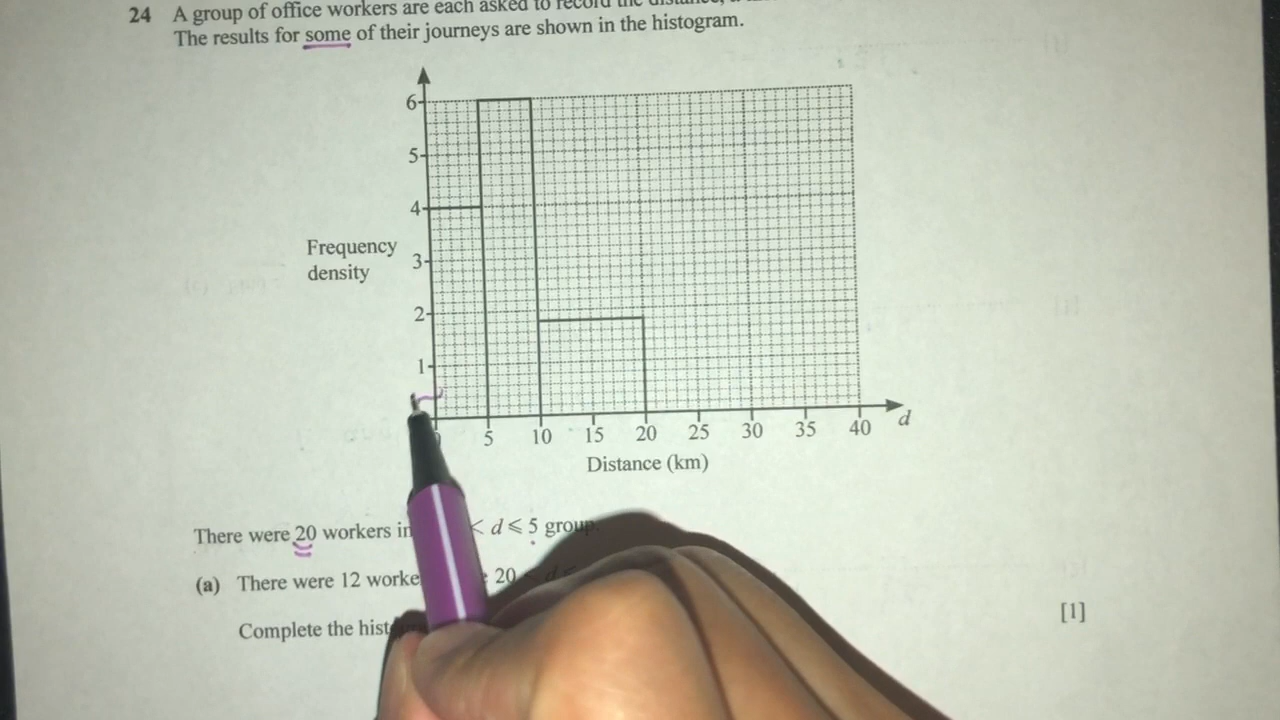 24 A group of office workers are each asked to record the distance,
The results for some of their journeys are shown in the histogram.
6
5
4
Frequency
density
3
2
1
5 10 15 20 25 30 35 40 d
Distance (km)
There were 20 workers in < d ⩽ 5 group
(a) There were 12 20
Complete the
[1]